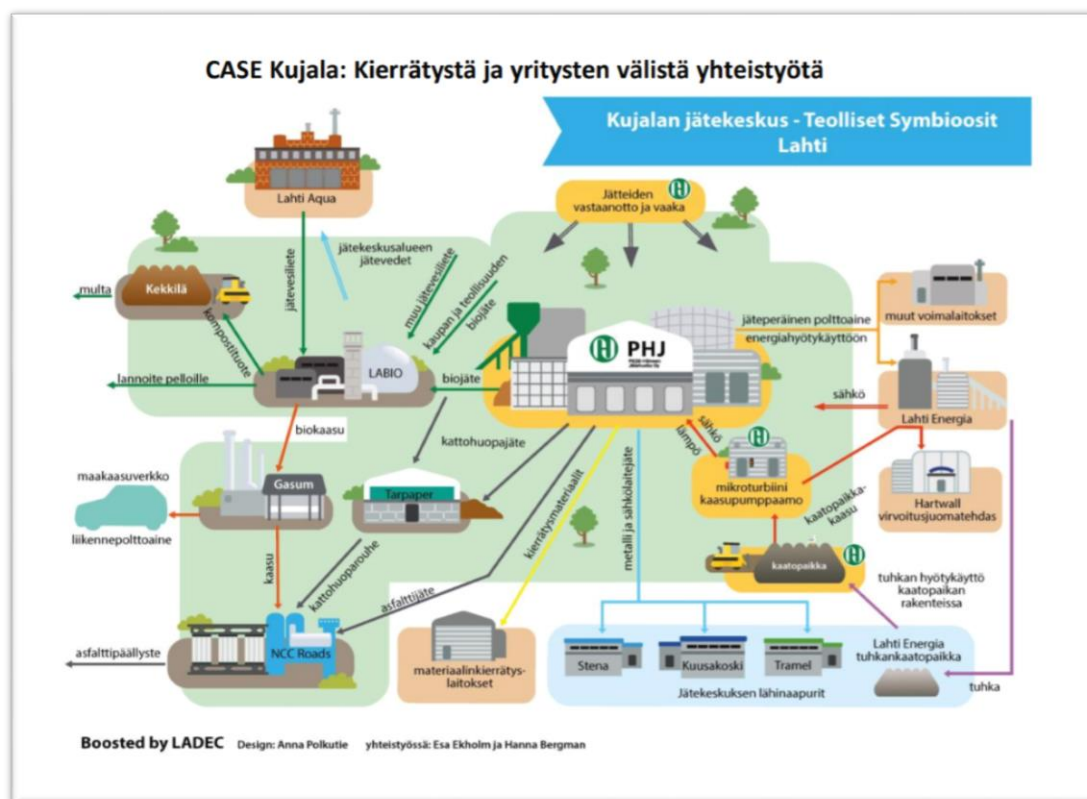 CASE Kujala: Kierrätystä ja yritysten välistä yhteistyötä
Kujalan jätekeskus - Teolliset Symbioosit
Lahti
Lahti Aqua
Jätteiden
vastaanotto ja vaaka
jätekeskusalueen
jätevedet
jätevesiliete
muu jätevesiliete
kaupan ja teollisuuden
biojäte
multa
Kekkilä
kompostituote
lannoite pelloille
LABIO
biojäte
PHJ
jäteperäinen polttoaine
energiahyötykäyttöön
muut voimalaitokset
sähkö
Lahti Energia
biokaasu
kattohuopajäte
sähkö
lämpö
mikroturbiini
kaasupumppaamo
Hartwall
virvoitusjuomatehdas
maakaasuverkko
liikennepolttoaine
Gasum
Tarpaper
kierrätysmateriaalit
metalli ja sähkölaitejäte
kaatopaikka-
kaasu
kaatopaikka
tuhkan hyötykäyttö
kaatopaikan
rakenteissa
kaasu
kattohuoparouhe
asfalttijäte
asfalttipäällyste
NCC Roads
materiaalinkierrätys-
laitokset
Stena
Kuusakoski
Tramel
Lahti Energia
tuhkankaatopaikka
Jätekeskuksen lähinaapurit
tuhka
Boosted by LADEC Design: Anna Polkutie yhteistyössä: Esa Ekholm ja Hanna Bergman